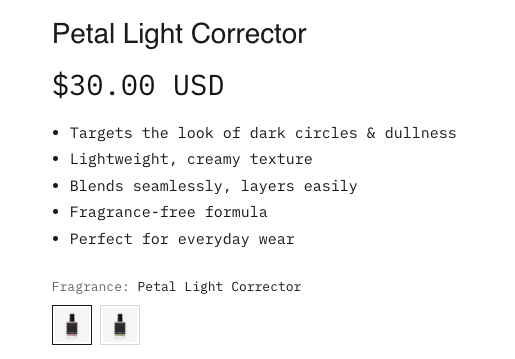 Petal Light Corrector
$30.00 USD
• Targets the look of dark circles & dullness
• Lightweight, creamy texture
• Blends seamlessly, layers easily
• Fragrance-free formula
• Perfect for everyday wear
Fragrance: Petal Light Corrector